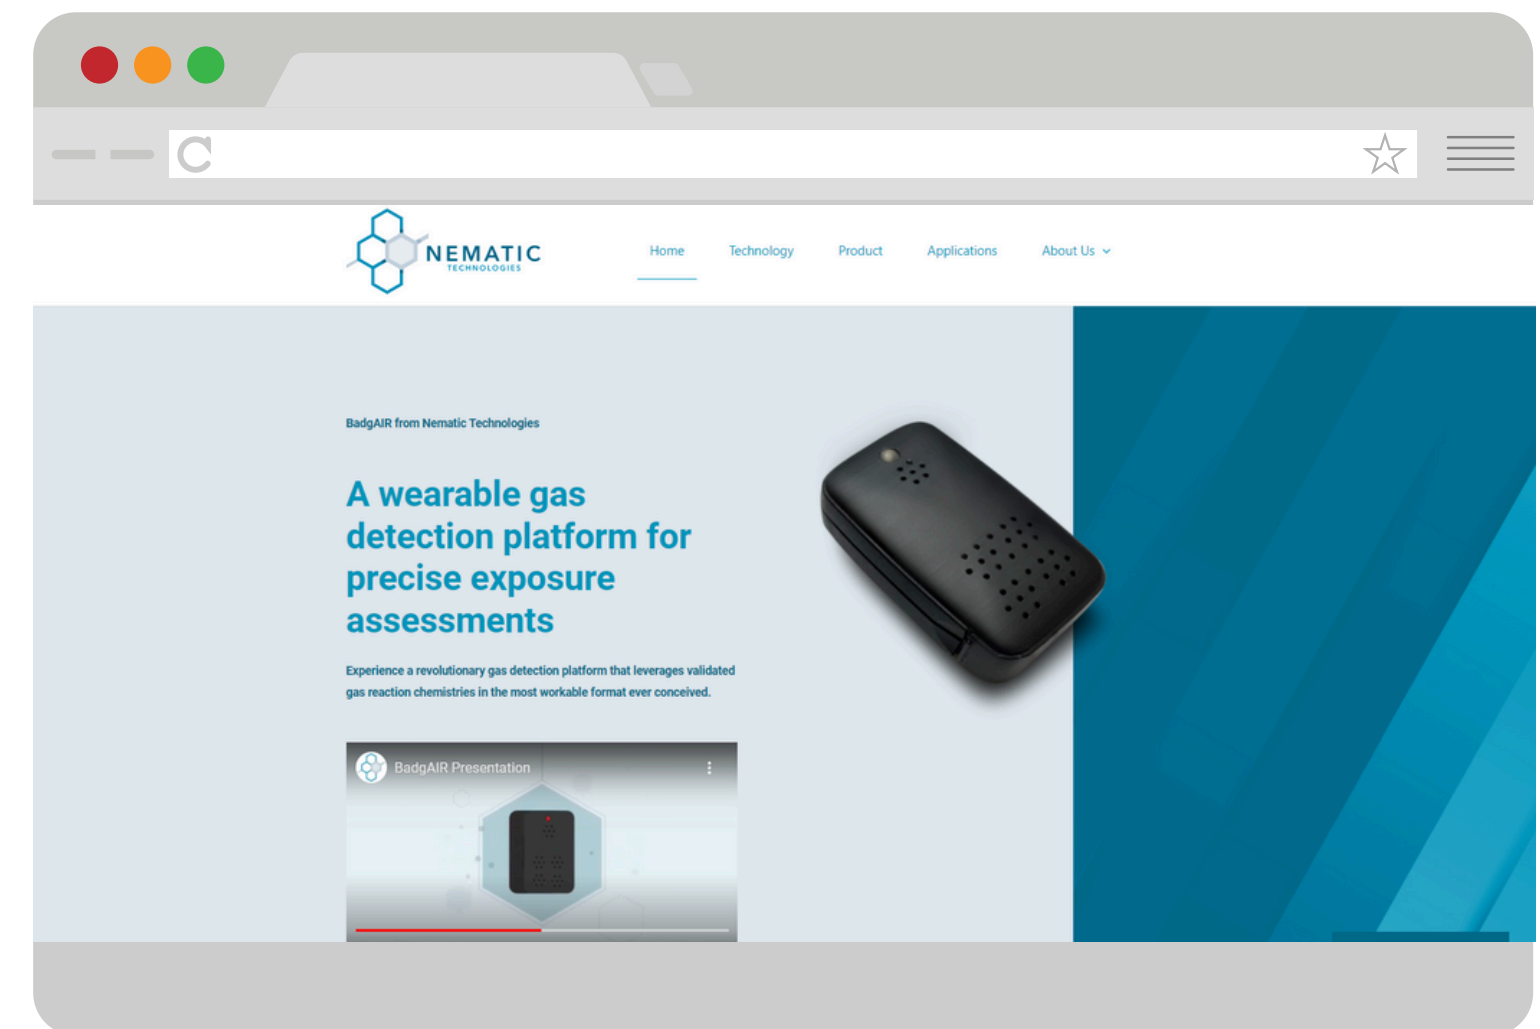 NEMATIC
TECHNOLOGIES
Home
Technology
Product
Applications
About Us
BadgAIR from Nematic Technologies
A wearable gas
detection platform for
precise exposure
assessments
Experience a revolutionary gas detection platform that leverages validated
gas reaction chemistries in the most workable format ever conceived.
BadgAIR Presentation